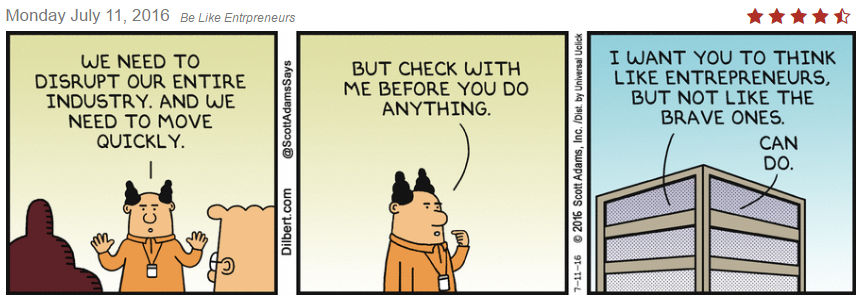 Monday July 11, 2016 Be Like Entrpreneurs
WE NEED TO
DISRUPT OUR ENTIRE
INDUSTRY. AND WE
NEED TO MOVE
QUICKLY.
Dilbert.com @ScottAdamsSays
BUT CHECK WITH
ME BEFORE YOU DO
ANYTHING.
7-11-16 © 2016 Scott Adams, Inc. /Dist. by Universal Uclick
I WANT YOU TO THINK
LIKE ENTREPRENEURS,
BUT NOT LIKE THE
BRAVE ONES.
CAN
DO.